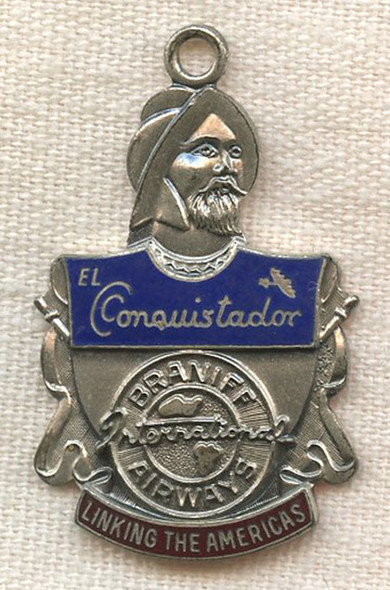 EL
Conquistador
BRANIFF
International
AIRWAYS
LINKING THE AMERICAS